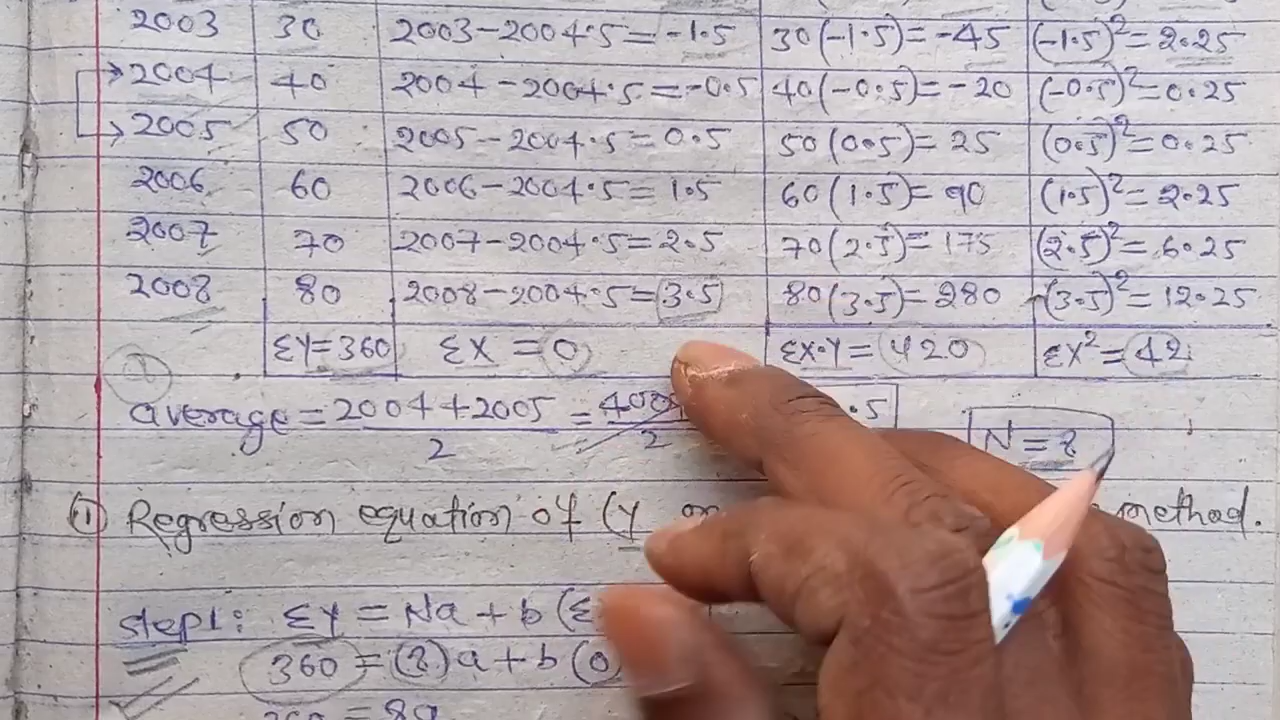 2003 30 2003-2004.5=-1.5 30(-1.5)=-45 (-1.5)²=2.25
2004 40 2004-2004.5=-0.5 40(-0.5)=-20 (-0.5)²=0.25
2005 50 2005-2004.5=0.5 50(0.5)=25 (0.5)²=0.25
2006 60 2006-2004.5=1.5 60(1.5)=90 (1.5)²=2.25
2007 70 2007-2004.5=2.5 70(2.5)=175 (2.5)²=6.25
2008 80 2008-2004.5=3.5 80(3.5)=280 (3.5)²=12.25
ΣY=360 ΣX=0 ΣX·Y=420 ΣX²=42
average=2004+2005/2=400 /2 .5 N=8
① Regression equation of (Y on method.
step1: ΣY=Na+b(Σ
360=(8)a+b(0